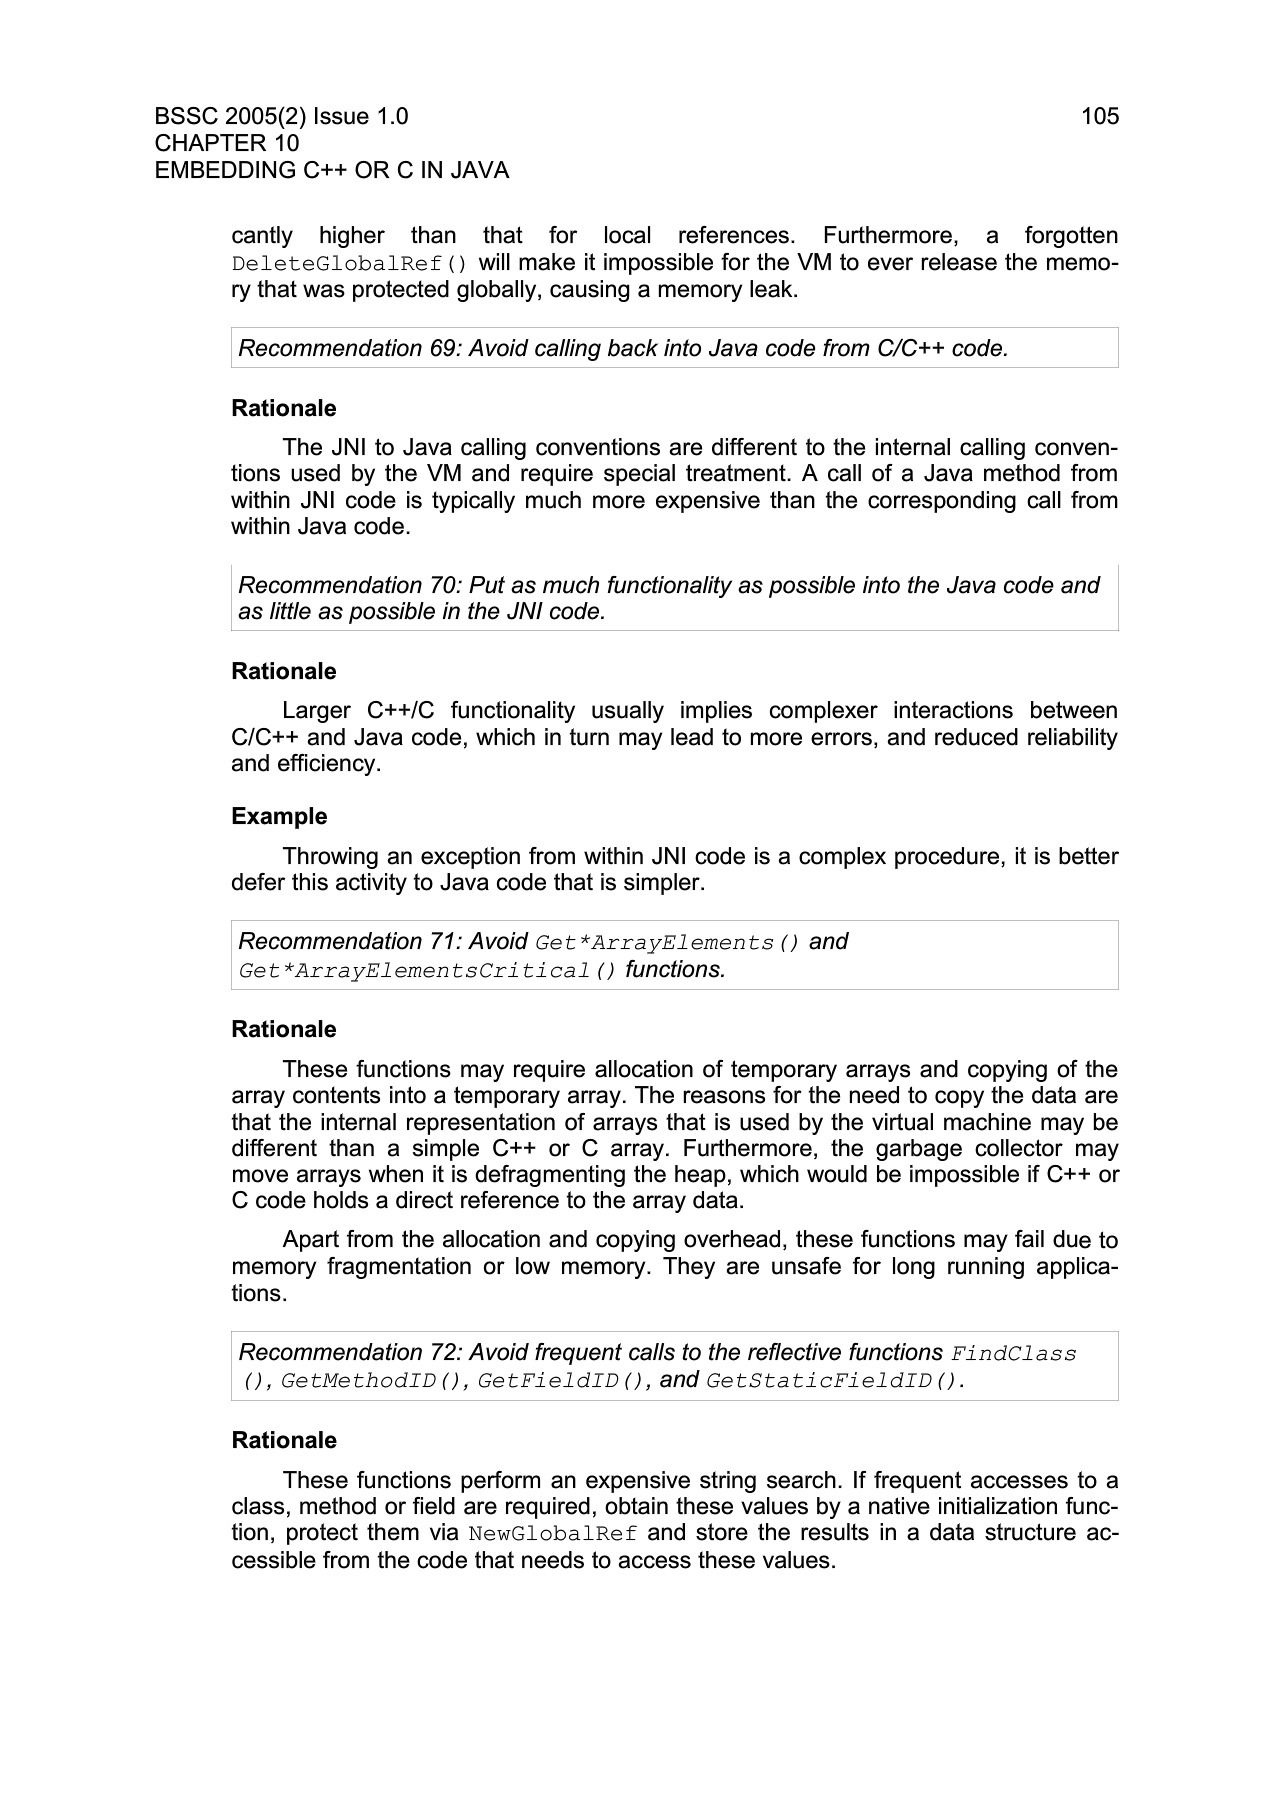 BSSC 2005(2) Issue 1.0 105
CHAPTER 10
EMBEDDING C++ OR C IN JAVA
cantly higher than that for local references. Furthermore, a forgotten
DeleteGlobalRef() will make it impossible for the VM to ever release the memo-
ry that was protected globally, causing a memory leak.
Recommendation 69: Avoid calling back into Java code from C/C++ code.
Rationale
The JNI to Java calling conventions are different to the internal calling conven-
tions used by the VM and require special treatment. A call of a Java method from
within JNI code is typically much more expensive than the corresponding call from
within Java code.
Recommendation 70: Put as much functionality as possible into the Java code and
as little as possible in the JNI code.
Rationale
Larger C++/C functionality usually implies complexer interactions between
C/C++ and Java code, which in turn may lead to more errors, and reduced reliability
and efficiency.
Example
Throwing an exception from within JNI code is a complex procedure, it is better
defer this activity to Java code that is simpler.
Recommendation 71: Avoid Get*ArrayElements() and
Get*ArrayElementsCritical() functions.
Rationale
These functions may require allocation of temporary arrays and copying of the
array contents into a temporary array. The reasons for the need to copy the data are
that the internal representation of arrays that is used by the virtual machine may be
different than a simple C++ or C array. Furthermore, the garbage collector may
move arrays when it is defragmenting the heap, which would be impossible if C++ or
C code holds a direct reference to the array data.
Apart from the allocation and copying overhead, these functions may fail due to
memory fragmentation or low memory. They are unsafe for long running applica-
tions.
Recommendation 72: Avoid frequent calls to the reflective functions FindClass
(), GetMethodID(), GetFieldID(), and GetStaticFieldID().
Rationale
These functions perform an expensive string search. If frequent accesses to a
class, method or field are required, obtain these values by a native initialization func-
tion, protect them via NewGlobalRef and store the results in a data structure ac-
cessible from the code that needs to access these values.